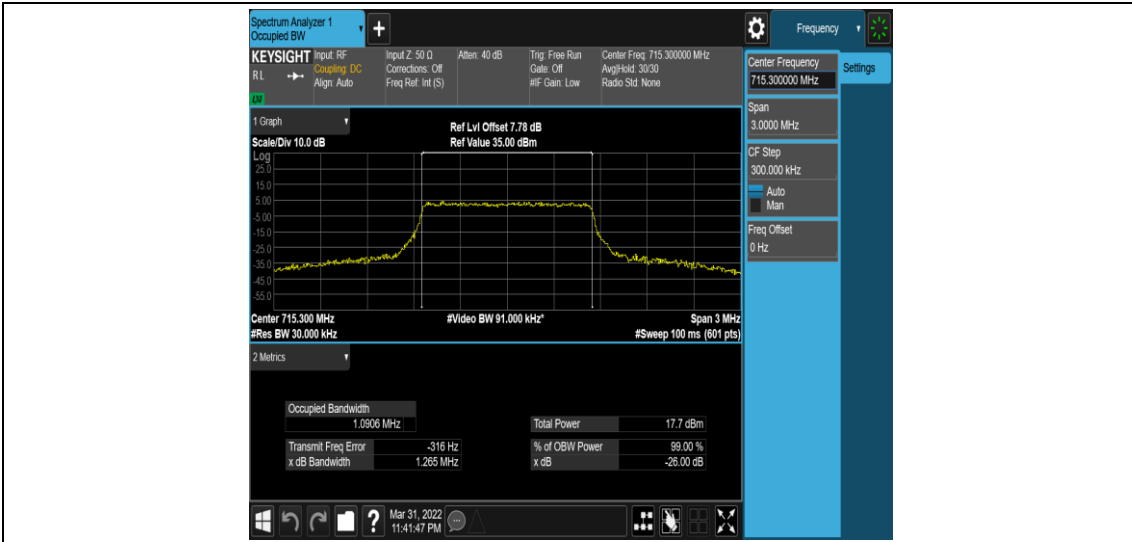 Spectrum Analyzer 1
Occupied BW
+
Frequency
KEYSIGHT
RL
LXI
Input: RF
Coupling: DC
Align: Auto
Input Z: 50 Ω
Corrections: Off
Freq Ref: Int (S)
Atten: 40 dB
Trig: Free Run
Gate: Off
#IF Gain: Low
Center Freq: 715.300000 MHz
Avg|Hold: 30/30
Radio Std: None
Center Frequency
715.300000 MHz
Settings
Span
3.0000 MHz
CF Step
300.000 kHz
Auto
Man
Freq Offset
0 Hz
1 Graph
Scale/Div 10.0 dB
Ref Lvl Offset 7.78 dB
Ref Value 35.00 dBm
Log
25.0
15.0
5.00
-5.00
-15.0
-25.0
-35.0
-45.0
-55.0
Center 715.300 MHz
#Video BW 91.000 kHz*
Span 3 MHz
#Res BW 30.000 kHz
#Sweep 100 ms (601 pts)
2 Metrics
Occupied Bandwidth
1.0906 MHz
Total Power 17.7 dBm
Transmit Freq Error -316 Hz
% of OBW Power 99.00 %
x dB Bandwidth 1.265 MHz
x dB -26.00 dB
?
Mar 31, 2022
11:41:47 PM